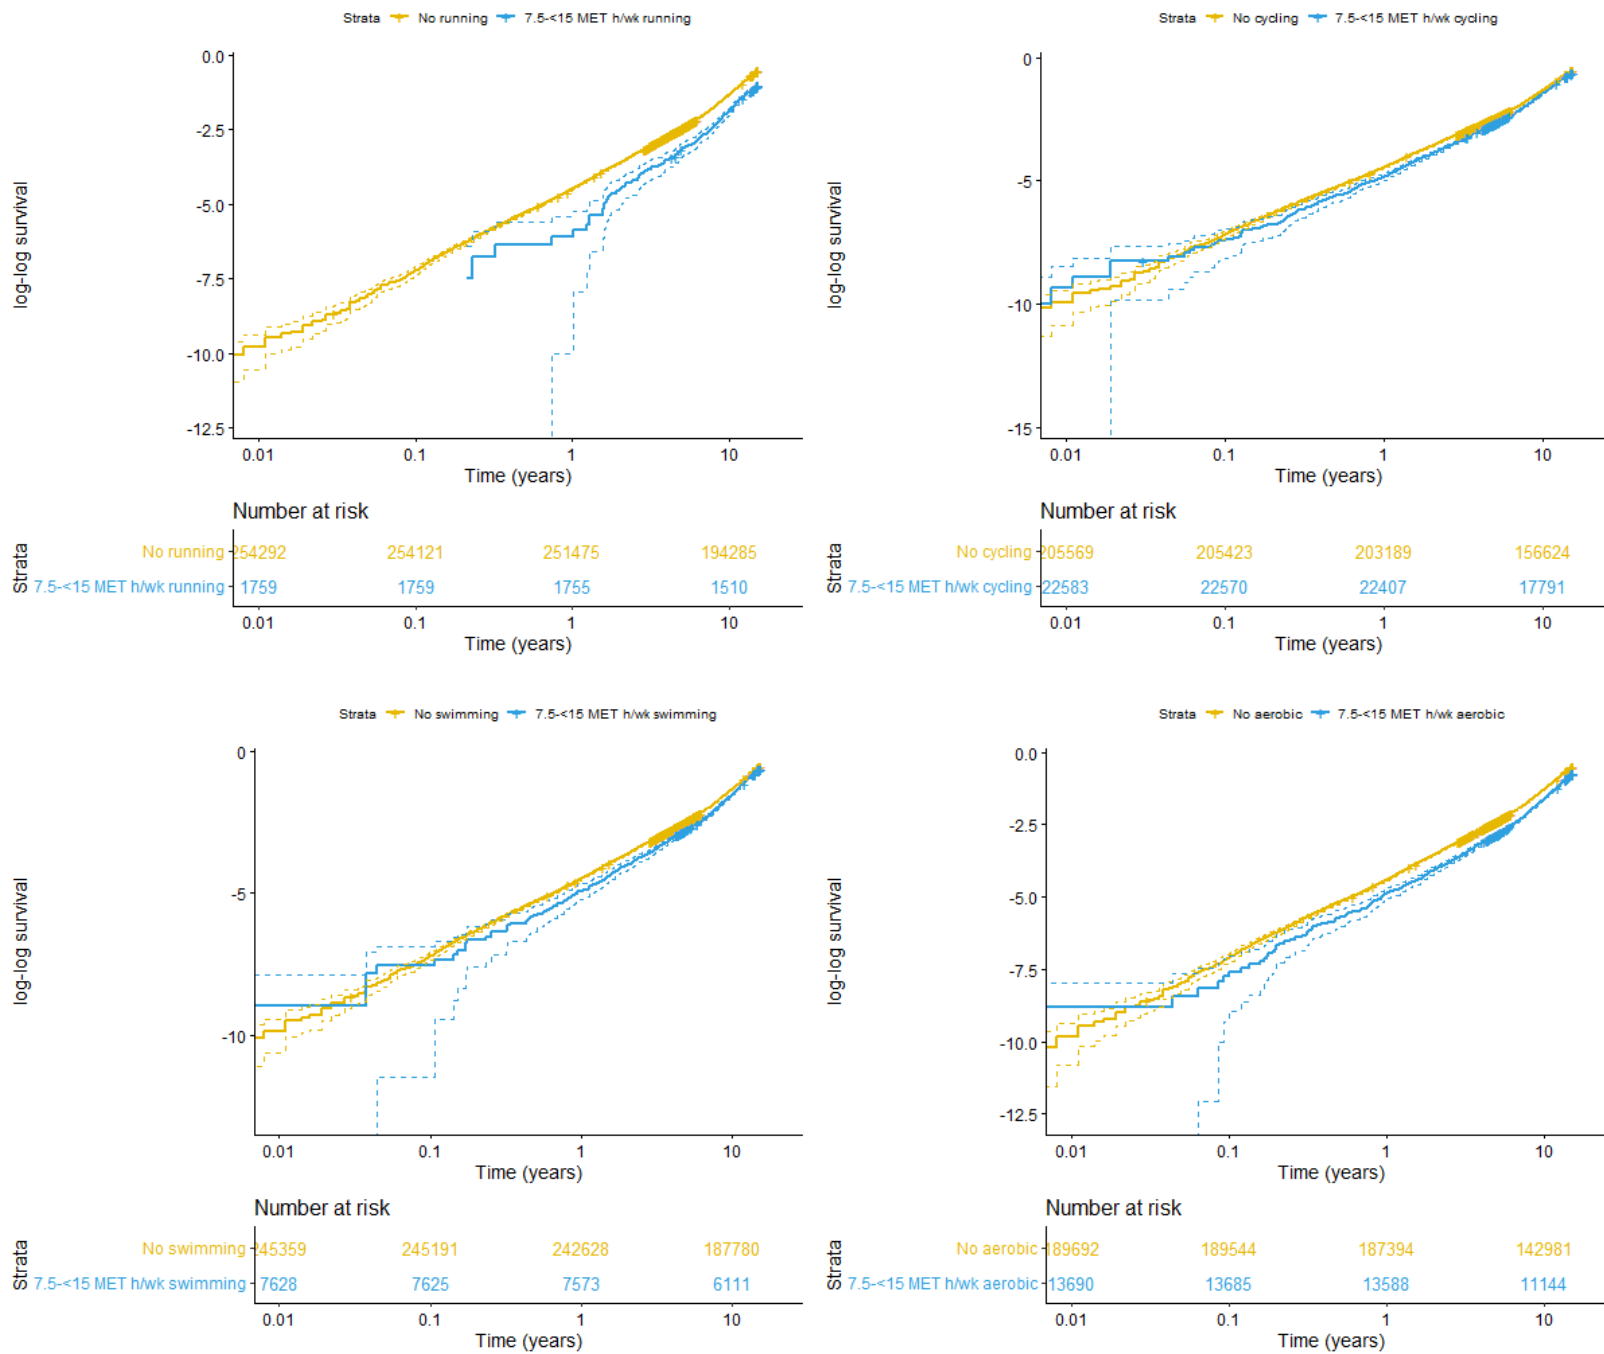 Strata No running 7.5-<15 MET h/wk running
0.0
-2.5
-5.0
-7.5
-10.0
-12.5
log-log survival
0.01 0.1 1 10
Time (years)
Number at risk
Strata
No running 254292 254121 251475 194285
7.5-<15 MET h/wk running 1759 1759 1755 1510
0.01 0.1 1 10
Time (years)
Strata No cycling 7.5-<15 MET h/wk cycling
0
-5
-10
-15
log-log survival
0.01 0.1 1 10
Time (years)
Number at risk
Strata
No cycling 205569 205423 203189 156624
7.5-<15 MET h/wk cycling 22583 22570 22407 17791
0.01 0.1 1 10
Time (years)
Strata No swimming 7.5-<15 MET h/wk swimming
0
-5
-10
log-log survival
0.01 0.1 1 10
Time (years)
Number at risk
Strata
No swimming 245359 245191 242628 187780
7.5-<15 MET h/wk swimming 7628 7625 7573 6111
0.01 0.1 1 10
Time (years)
Strata No aerobic 7.5-<15 MET h/wk aerobic
0.0
-2.5
-5.0
-7.5
-10.0
-12.5
log-log survival
0.01 0.1 1 10
Time (years)
Number at risk
Strata
No aerobic 189692 189544 187394 142981
7.5-<15 MET h/wk aerobic 13690 13685 13588 11144
0.01 0.1 1 10
Time (years)